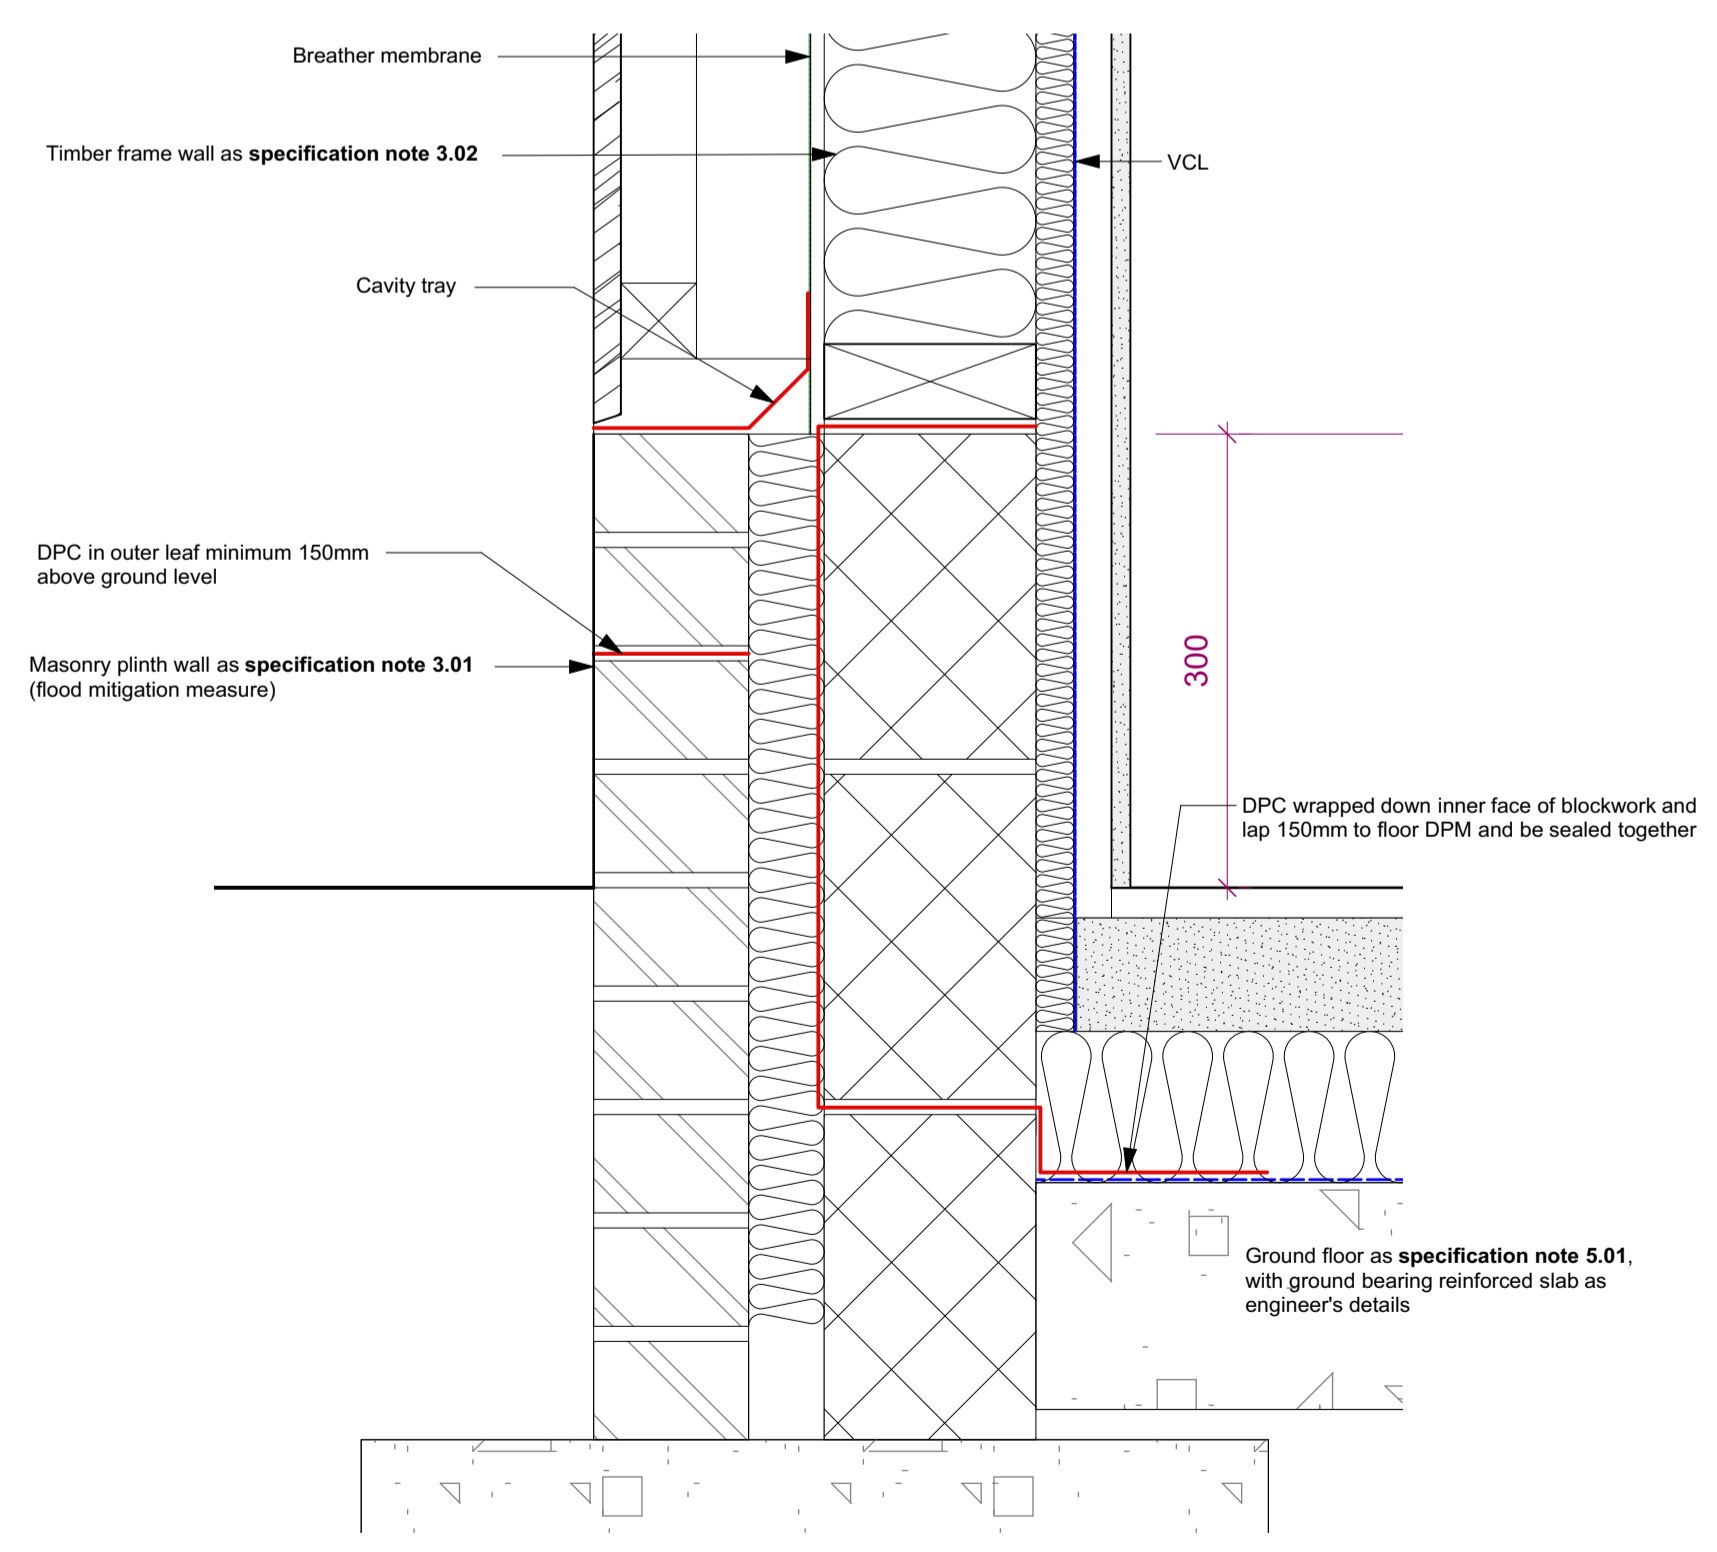 Breather membrane
Timber frame wall as specification note 3.02
VCL
Cavity tray
DPC in outer leaf minimum 150mm
above ground level
Masonry plinth wall as specification note 3.01
(flood mitigation measure)
300
DPC wrapped down inner face of blockwork and
lap 150mm to floor DPM and be sealed together
Ground floor as specification note 5.01,
with ground bearing reinforced slab as
engineer's details